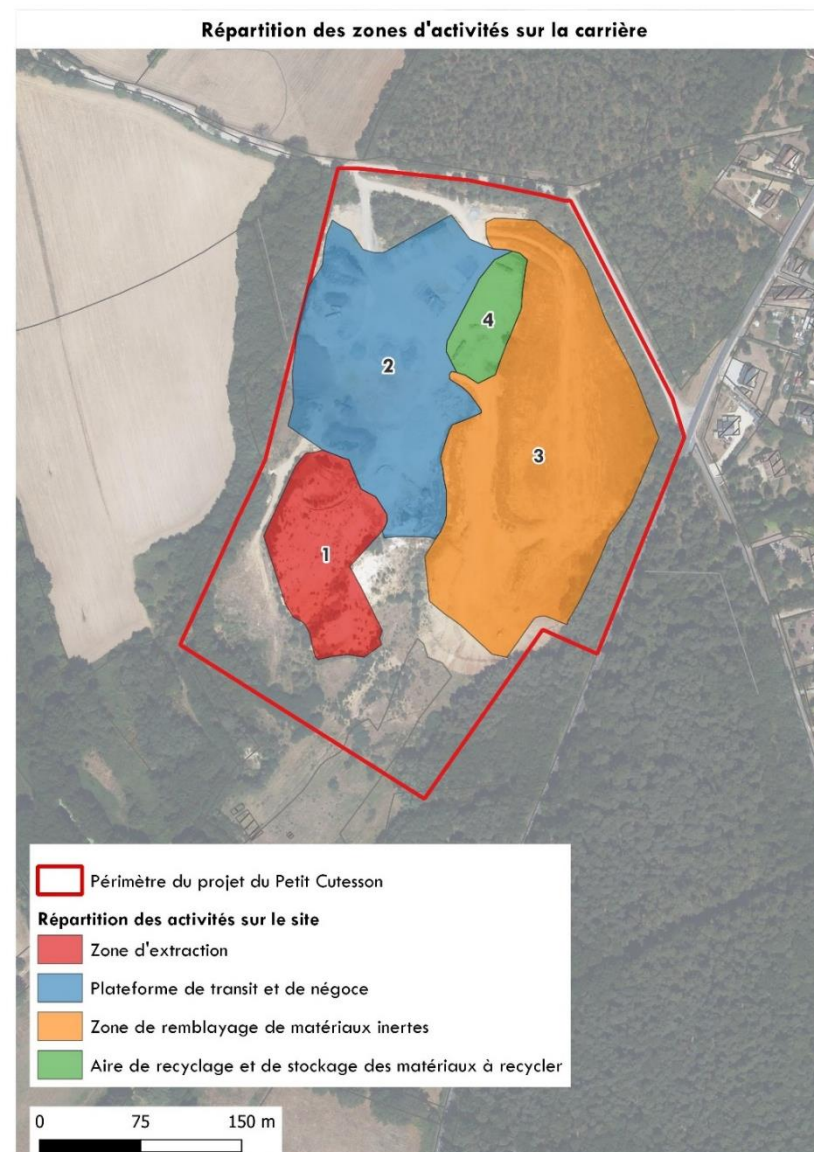 Répartition des zones d'activités sur la carrière
4
2
3
1
Périmètre du projet du Petit Cutesson
Répartition des activités sur le site
Zone d'extraction
Plateforme de transit et de négoce
Zone de remblayage de matériaux inertes
Aire de recyclage et de stockage des matériaux à recycler
0 75 150 m